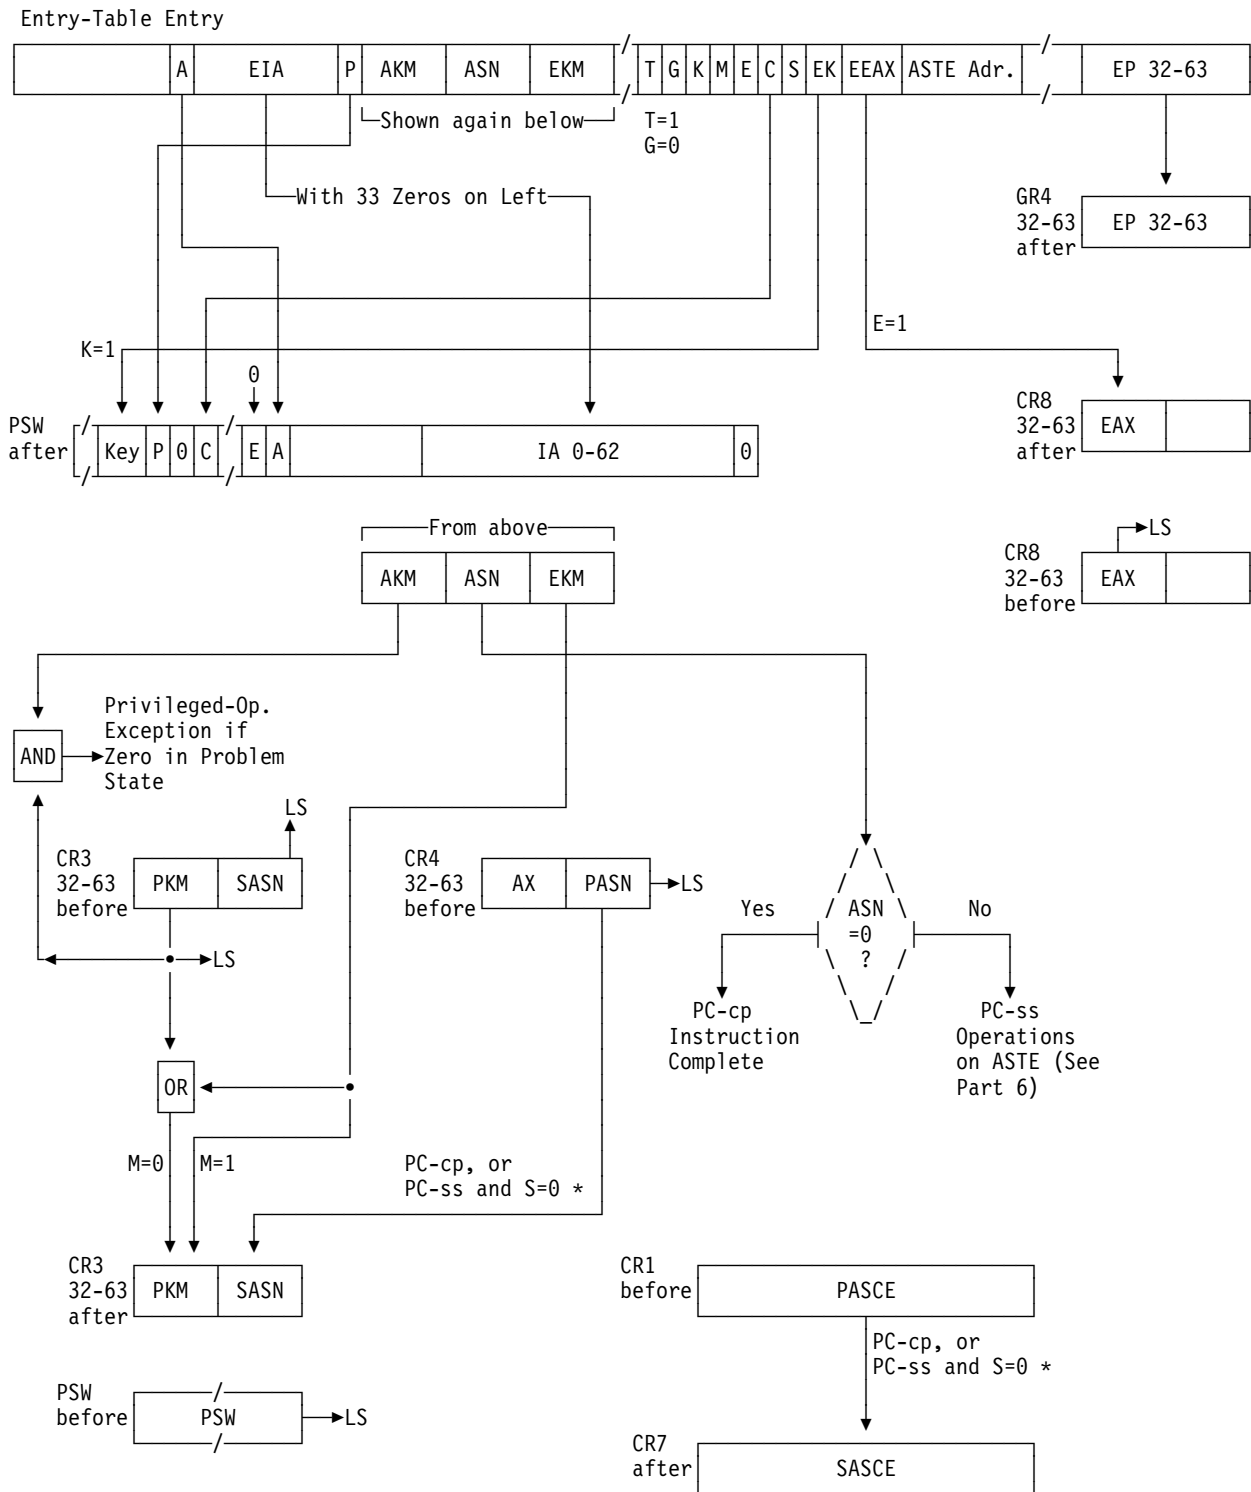 Entry-Table Entry
A EIA P AKM ASN EKM / T G K M E C S EK EEAX ASTE Adr. / EP 32-63
Shown again below
T=1
G=0
With 33 Zeros on Left
GR4
32-63
after
EP 32-63
E=1
K=1
0
PSW
after
/ Key P 0 C / E A IA 0-62 0
CR8
32-63
after
EAX
From above
AKM ASN EKM
LS
CR8
32-63
before
EAX
Privileged-Op.
Exception if
Zero in Problem
State
AND
LS
CR3
32-63
before
PKM SASN
LS
CR4
32-63
before
AX PASN
LS
ASN
=0
?
Yes
No
PC-cp
Instruction
Complete
PC-ss
Operations
on ASTE (See
Part 6)
OR
M=0
M=1
PC-cp, or
PC-ss and S=0 *
CR3
32-63
after
PKM SASN
CR1
before
PASCE
PC-cp, or
PC-ss and S=0 *
PSW
before
PSW
LS
CR7
after
SASCE